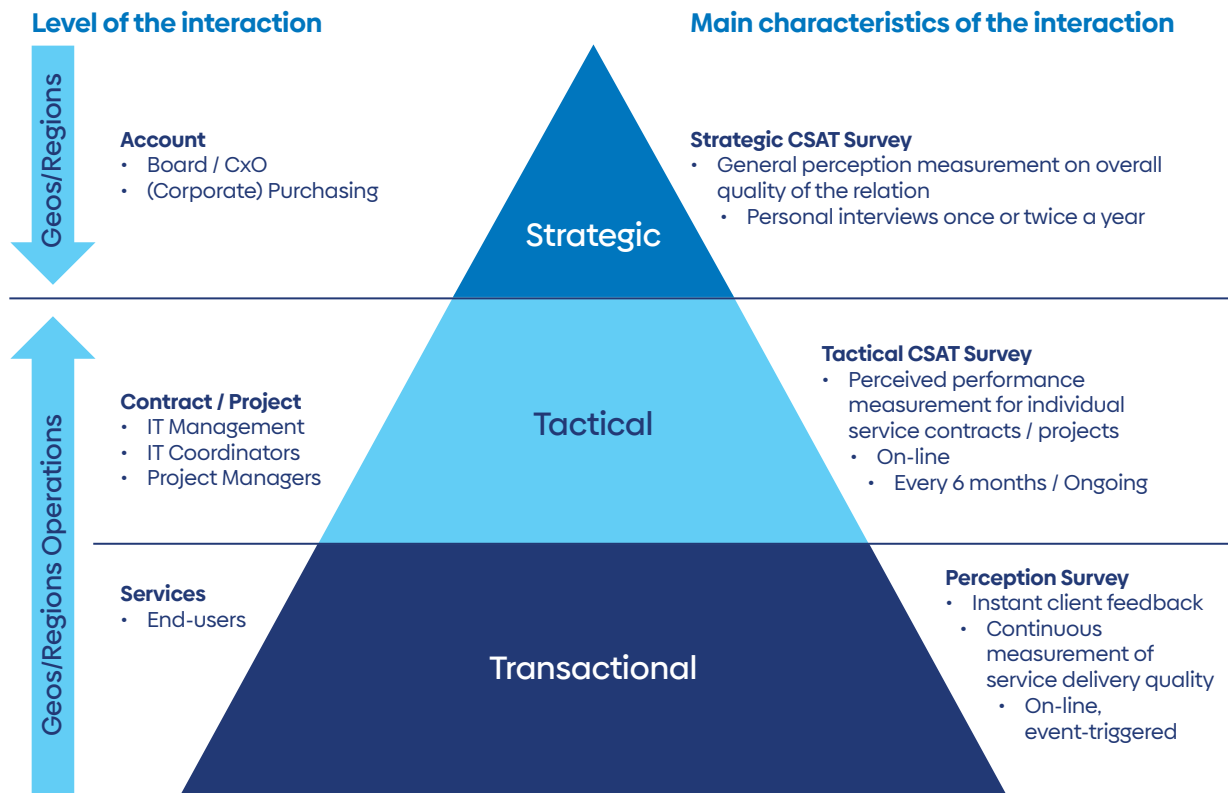 Level of the interaction
Main characteristics of the interaction
Geos/Regions
Account
• Board / CxO
• (Corporate) Purchasing
Strategic
Strategic CSAT Survey
• General perception measurement on overall
quality of the relation
• Personal interviews once or twice a year
Geos/Regions Operations
Contract / Project
• IT Management
• IT Coordinators
• Project Managers
Tactical
Tactical CSAT Survey
• Perceived performance
measurement for individual
service contracts / projects
• On-line
• Every 6 months / Ongoing
Services
• End-users
Transactional
Perception Survey
• Instant client feedback
• Continuous
measurement of
service delivery quality
• On-line,
event-triggered